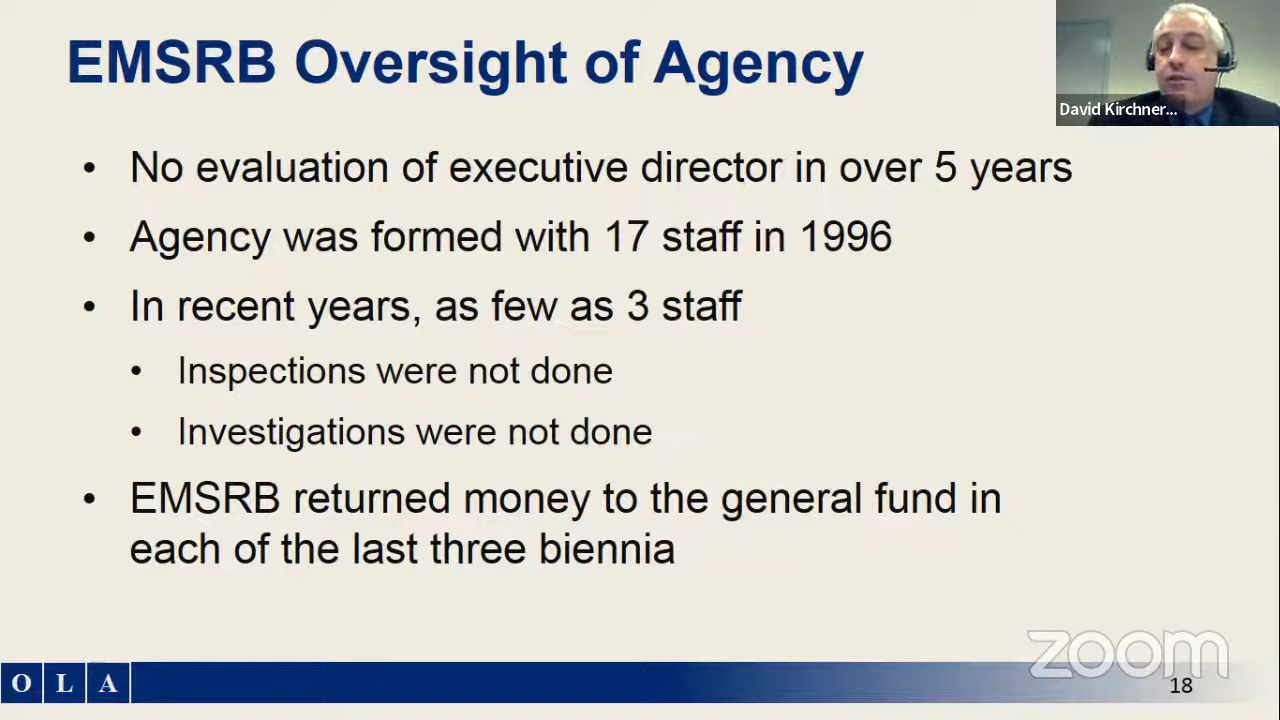 EMSRB Oversight of Agency
David Kirchner...
• No evaluation of executive director in over 5 years
• Agency was formed with 17 staff in 1996
• In recent years, as few as 3 staff
• Inspections were not done
• Investigations were not done
• EMSRB returned money to the general fund in
each of the last three biennia
zoom
O L A
18